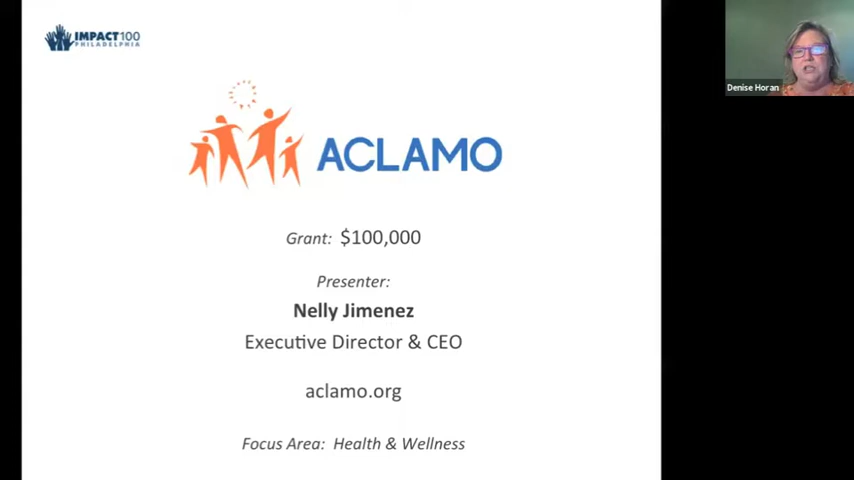 IMPACT100
PHILADELPHIA
Denise Horan
ACLAMO
Grant: $100,000
Presenter:
Nelly Jimenez
Executive Director & CEO
aclamo.org
Focus Area: Health & Wellness